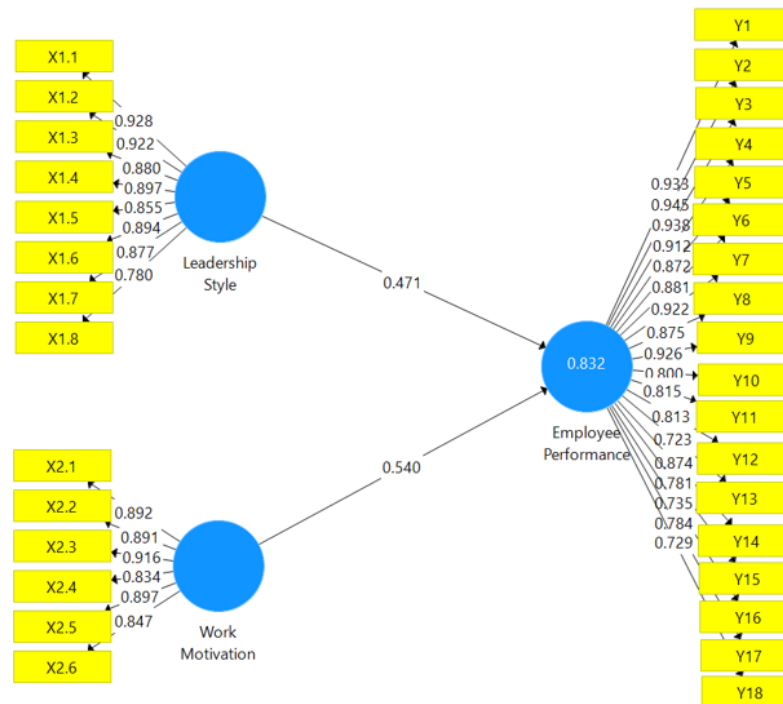 X1.1
X1.2
X1.3
X1.4
X1.5
X1.6
X1.7
X1.8
0.928
0.922
0.880
0.897
0.855
0.894
0.877
0.780
Leadership
Style
0.471
X2.1
X2.2
X2.3
X2.4
X2.5
X2.6
0.892
0.891
0.916
0.834
0.897
0.847
Work
Motivation
0.540
0.832
Employee
Performance
0.933
0.945
0.938
0.912
0.872
0.881
0.922
0.875
0.926
0.800
0.815
0.813
0.723
0.874
0.781
0.735
0.784
0.729
Y1
Y2
Y3
Y4
Y5
Y6
Y7
Y8
Y9
Y10
Y11
Y12
Y13
Y14
Y15
Y16
Y17
Y18